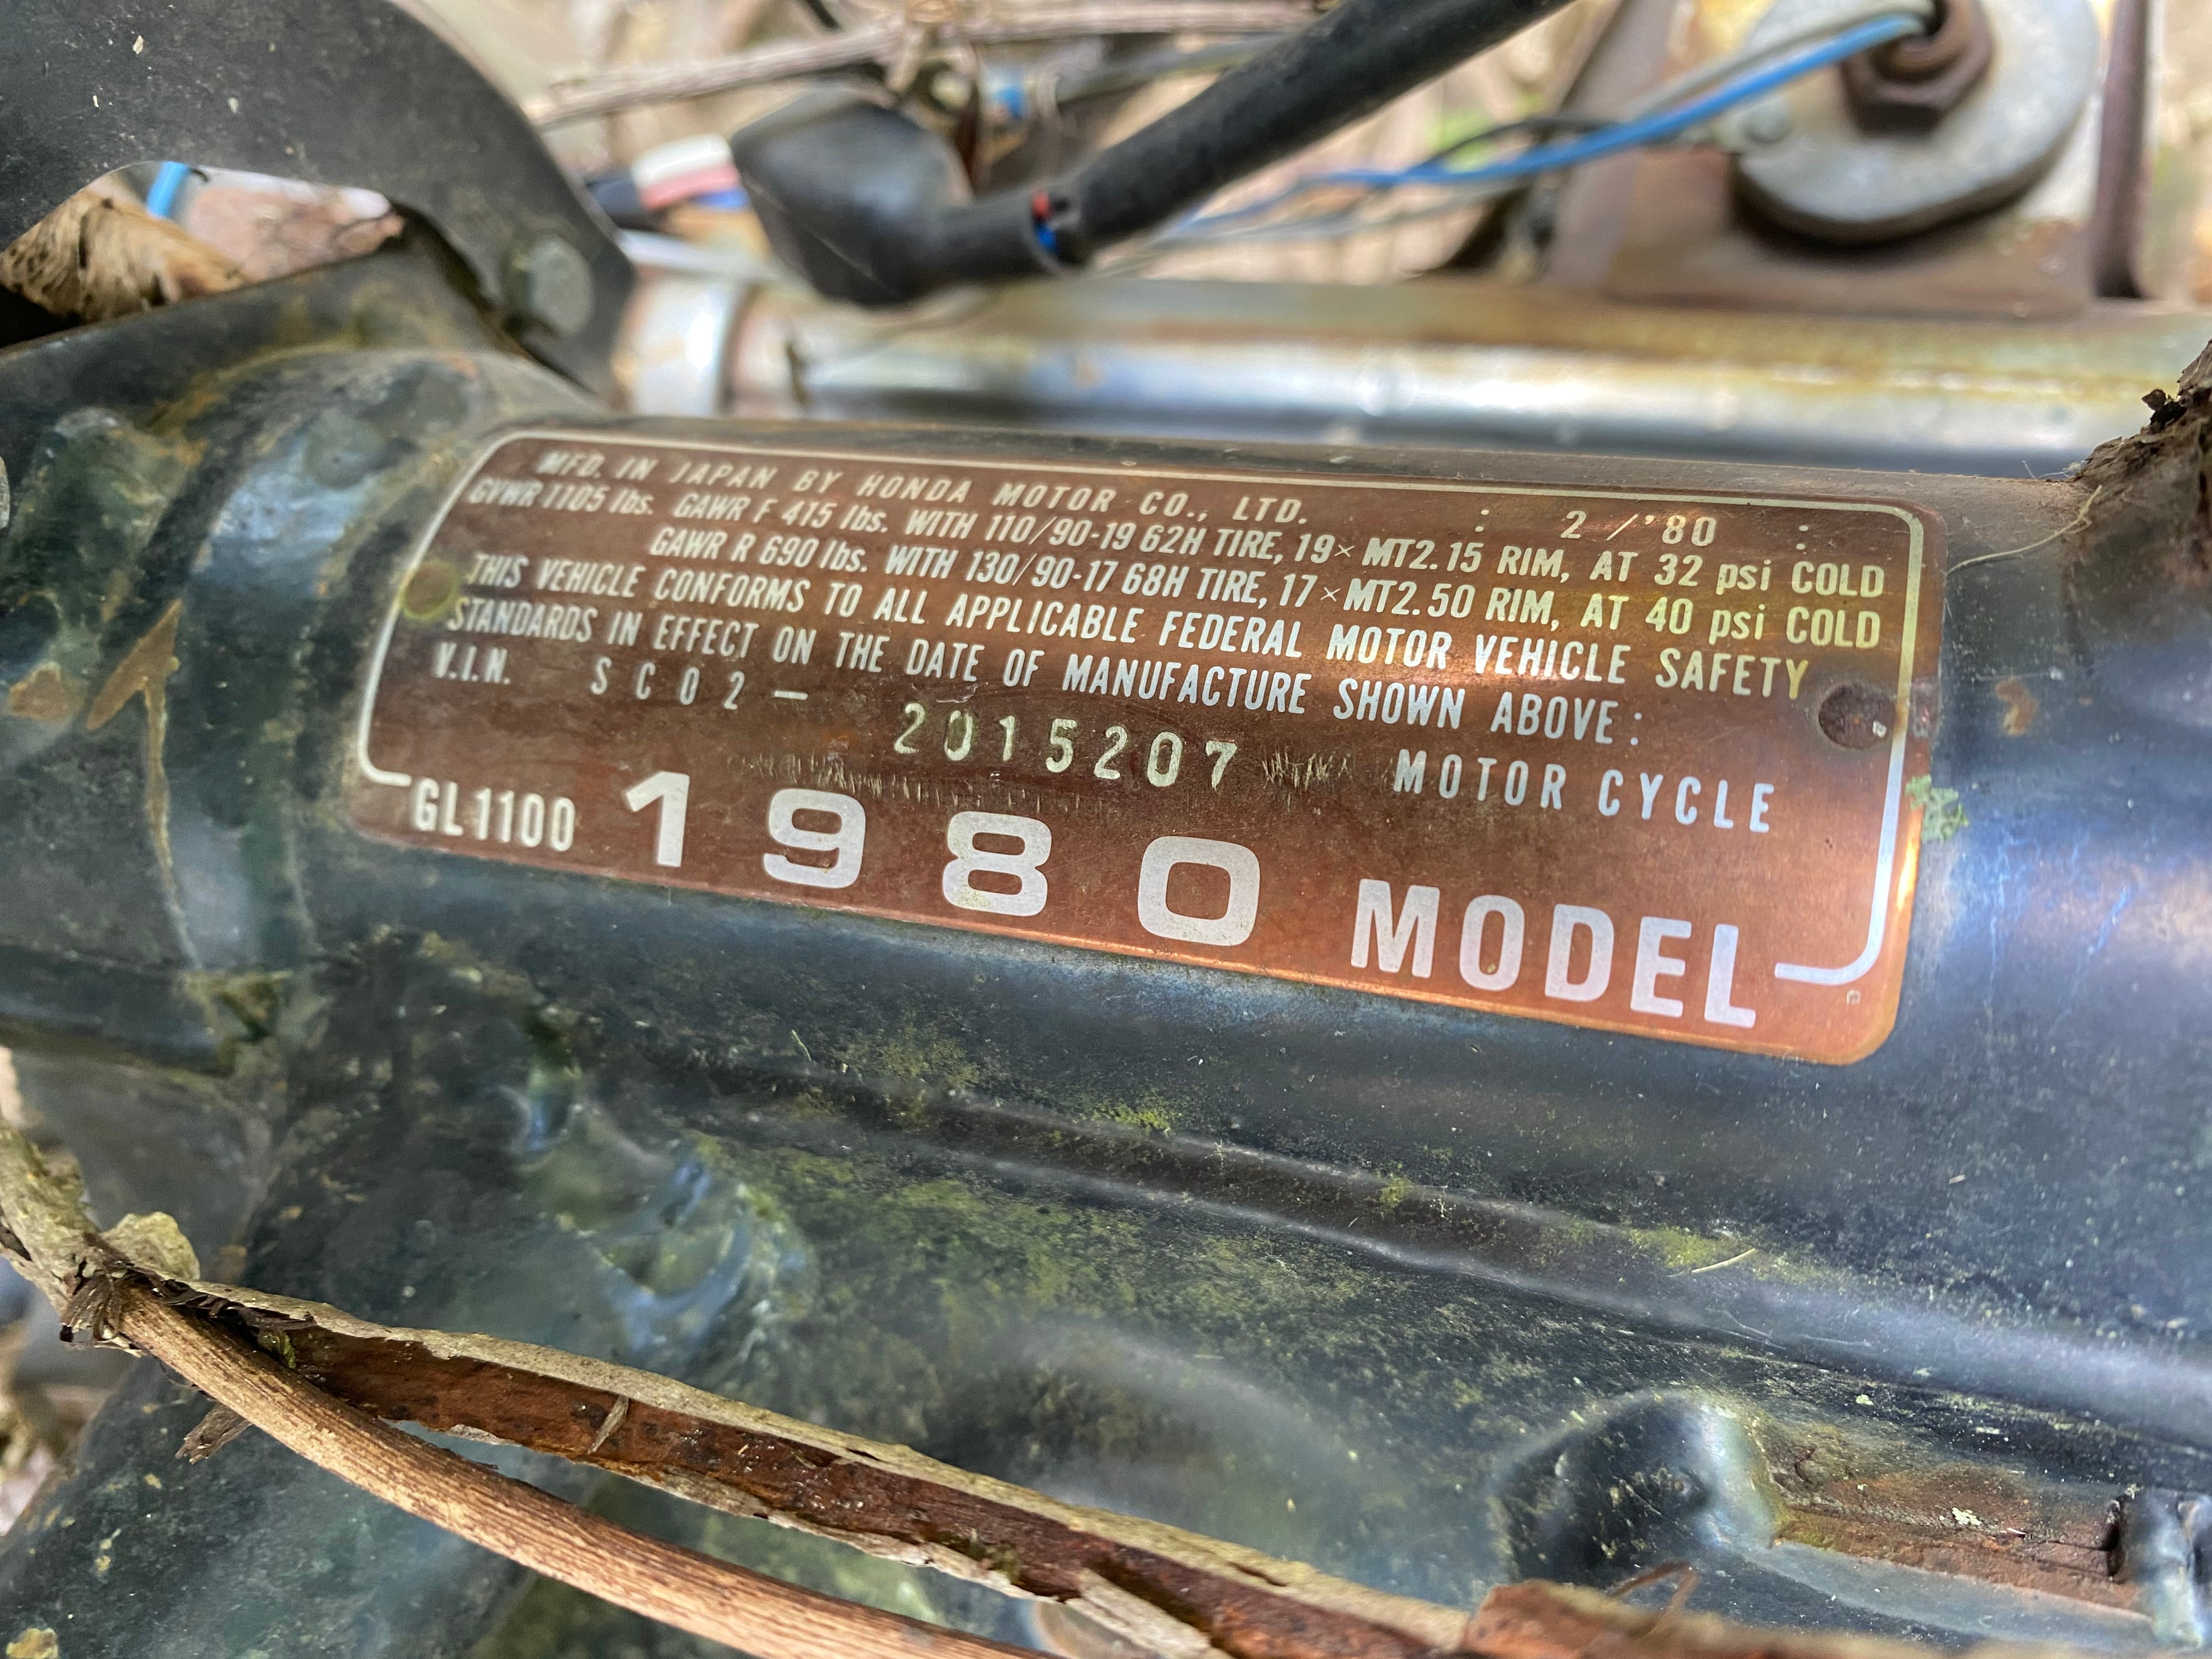 MFD. IN JAPAN BY HONDA MOTOR CO., LTD. : 2 /'80 :
GVWR 1105 lbs. GAWR F 415 lbs. WITH 110/90-19 62H TIRE, 19×MT2.15 RIM, AT 32 psi COLD
GAWR R 690 lbs. WITH 130/90-17 68H TIRE, 17×MT2.50 RIM, AT 40 psi COLD
THIS VEHICLE CONFORMS TO ALL APPLICABLE FEDERAL MOTOR VEHICLE SAFETY
STANDARDS IN EFFECT ON THE DATE OF MANUFACTURE SHOWN ABOVE:
V.I.N. SC02— 2015207 MOTOR CYCLE
GL1100 1980 MODEL